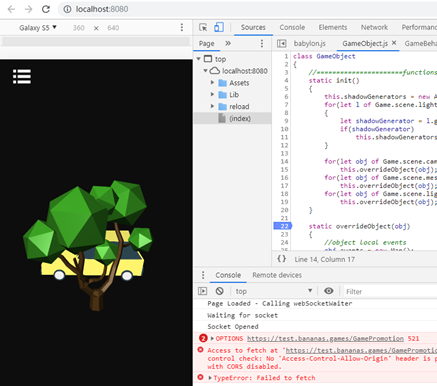 localhost:8080
Galaxy S5 ▼ 360 × 640
Sources Console Elements Network Performance
Page »
top
localhost:8080
Assets
Lib
reload
(index)
babylon.js GameObject.js × GameBeha
1 class GameObject
2 {
3 //======================functions
4 static init()
5 {
6 this.shadowGenerators = new A
7 for(let l of Game.scene.light
8 {
9 let shadowGenerator = l.g
10 if(shadowGenerator)
11 this.shadowGenerators
12 }
13
14 for(let obj of Game.scene.cam
15 this.overrideObject(obj);
16 for(let obj of Game.scene.mes
17 this.overrideObject(obj);
18 for(let obj of Game.scene.lig
19 this.overrideObject(obj);
20 }
21
22 static overrideObject(obj)
23 {
24 //object local events
{} Line 14, Column 17
Console Remote devices
top Filter
Page Loaded - Calling webSocketWaiter
Waiting for socket
Socket Opened
2 OPTIONS https://test.bananas.games/GamePromotion 521
Access to fetch at 'https://test.bananas.games/GamePromotion
control check: No 'Access-Control-Allow-Origin' header is p
with CORS disabled.
TypeError: Failed to fetch